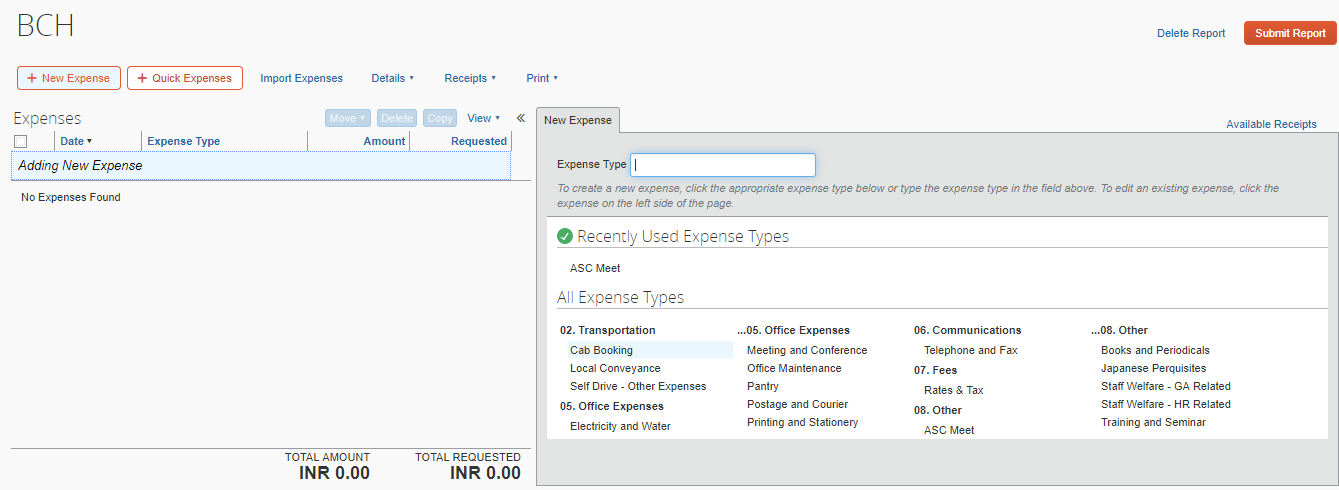 BCH
Delete Report Submit Report
+ New Expense + Quick Expenses Import Expenses Details ▾ Receipts ▾ Print ▾
Expenses Move ▾ Delete Copy View ▾ «
Date ▾ Expense Type Amount Requested
Adding New Expense
No Expenses Found
TOTAL AMOUNT TOTAL REQUESTED
INR 0.00 INR 0.00
New Expense
Available Receipts
Expense Type
To create a new expense, click the appropriate expense type below or type the expense type in the field above. To edit an existing expense, click the
expense on the left side of the page.
Recently Used Expense Types
ASC Meet
All Expense Types
02. Transportation
Cab Booking
Local Conveyance
Self Drive - Other Expenses
05. Office Expenses
Electricity and Water
...05. Office Expenses
Meeting and Conference
Office Maintenance
Pantry
Postage and Courier
Printing and Stationery
06. Communications
Telephone and Fax
07. Fees
Rates & Tax
08. Other
ASC Meet
...08. Other
Books and Periodicals
Japanese Perquisites
Staff Welfare - GA Related
Staff Welfare - HR Related
Training and Seminar